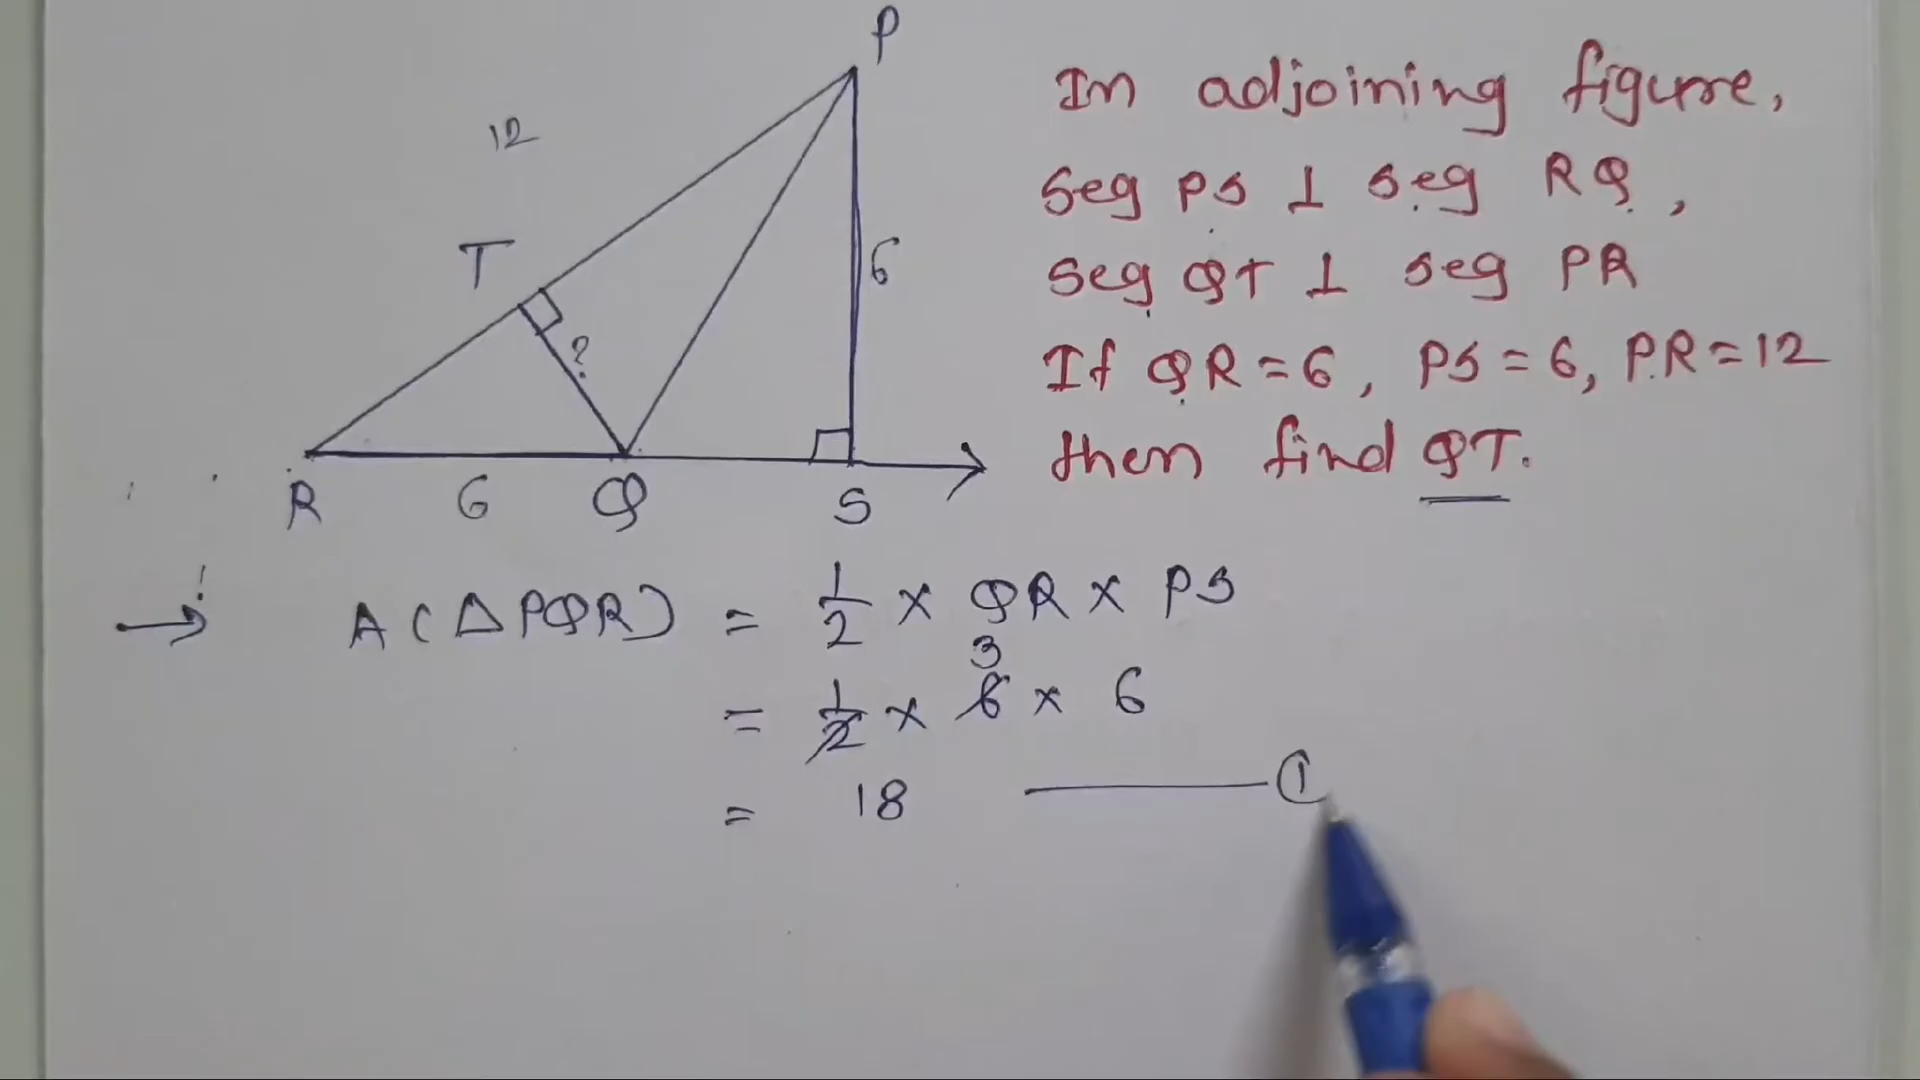 P
12
T
6
?
R 6 Q S
In adjoining figure,
seg PS ⊥ seg RQ,
seg QT ⊥ seg PR
If QR = 6, PS = 6, PR = 12
then find QT.
→ A(△PQR) = 1/2 × QR × PS
3
= 1/2 × 6 × 6
= 18 ——— ①